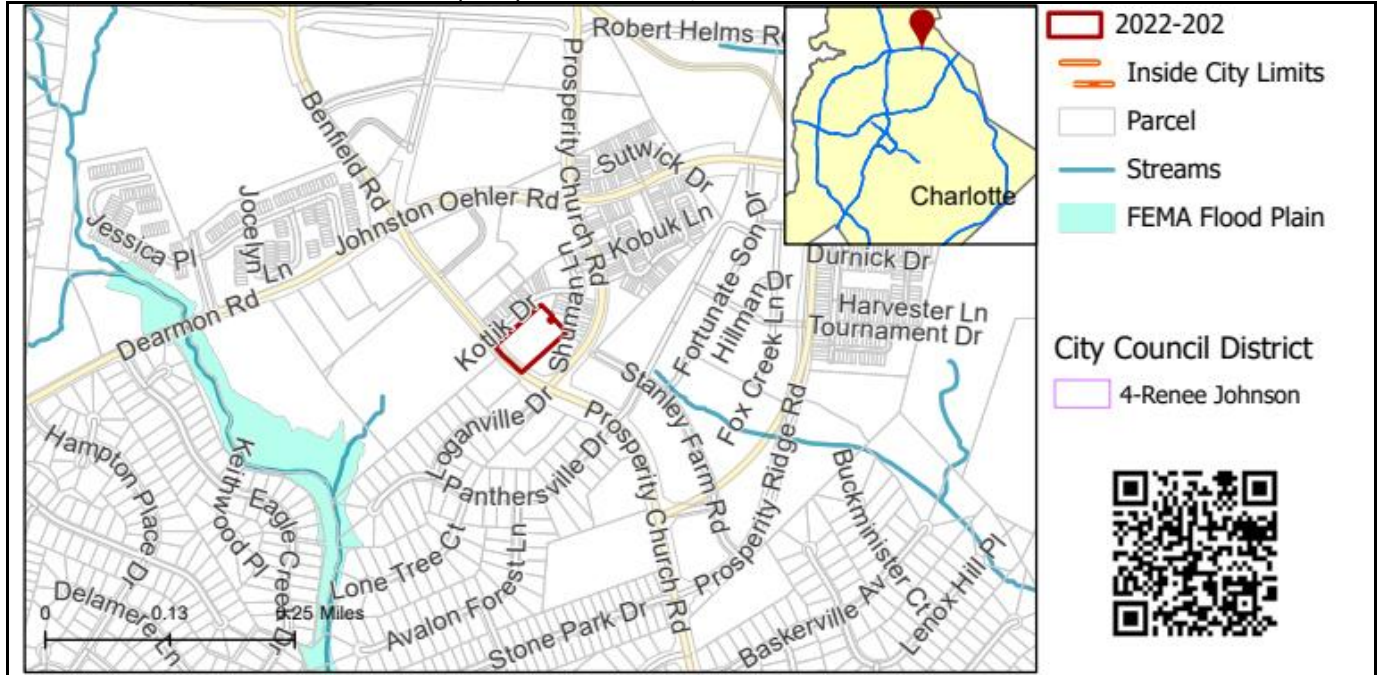 Robert Helms R
Prosperity Church Rd
Benfield Rd
Sutwick Dr
Johnston Oehler Rd
Kobuk Ln
Jocelyn Ln
Jessica Pl
Dearmon Rd
Kotlik Dr
Shumard Ln
Fortunate Son Dr
Hillman Dr
Fox Creek Ln
Durnick Dr
Harvester Ln
Tournament Dr
Stanley Farm Rd
Prosperity Church Rd
Prosperity Ridge Rd
Loganville Dr
Panthersville Dr
Hampton Place Dr
Keithwood Pl
Eagle Creek Dr
Lone Tree Ct
Avalon Forest Ln
Stone Park Dr
Delamere Ln
Buckminister Ct
Baskerville Av
Lenox Hill Pl
0 0.13 0.25 Miles
Charlotte
2022-202
Inside City Limits
Parcel
Streams
FEMA Flood Plain
City Council District
4-Renee Johnson